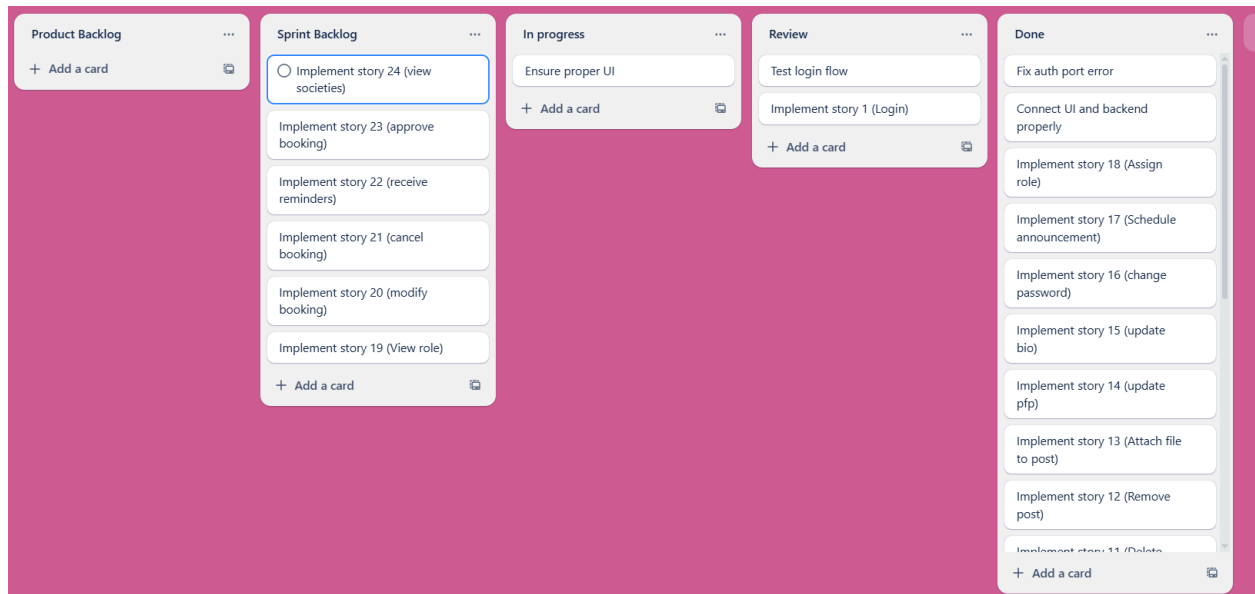 Product Backlog
Add a card
Sprint Backlog
Implement story 24 (view
societies)
Implement story 23 (approve
booking)
Implement story 22 (receive
reminders)
Implement story 21 (cancel
booking)
Implement story 20 (modify
booking)
Implement story 19 (View role)
Add a card
In progress
Ensure proper UI
Add a card
Review
Test login flow
Implement story 1 (Login)
Add a card
Done
Fix auth port error
Connect UI and backend
properly
Implement story 18 (Assign
role)
Implement story 17 (Schedule
announcement)
Implement story 16 (change
password)
Implement story 15 (update
bio)
Implement story 14 (update
pfp)
Implement story 13 (Attach file
to post)
Implement story 12 (Remove
post)
Implement story 11 (Delete
Add a card